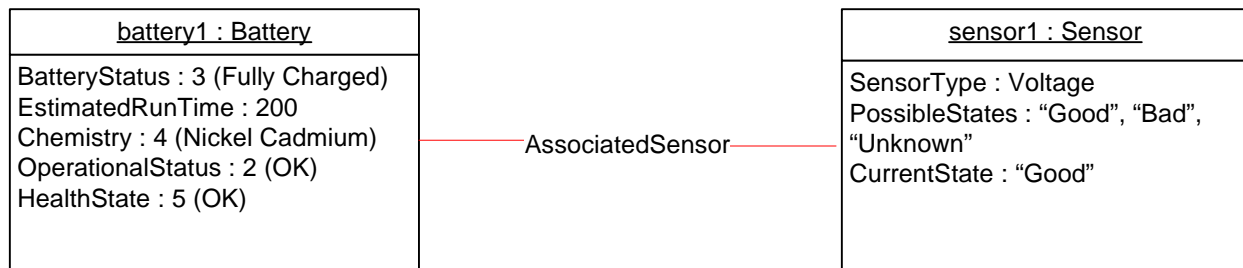 battery1 : Battery
BatteryStatus : 3 (Fully Charged)
EstimatedRunTime : 200
Chemistry : 4 (Nickel Cadmium)
OperationalStatus : 2 (OK)
HealthState : 5 (OK)
AssociatedSensor
sensor1 : Sensor
SensorType : Voltage
PossibleStates : “Good”, “Bad”,
“Unknown”
CurrentState : “Good”